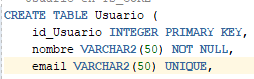 CREATE TABLE Usuario (
id_Usuario INTEGER PRIMARY KEY,
nombre VARCHAR2(50) NOT NULL,
email VARCHAR2(50) UNIQUE,